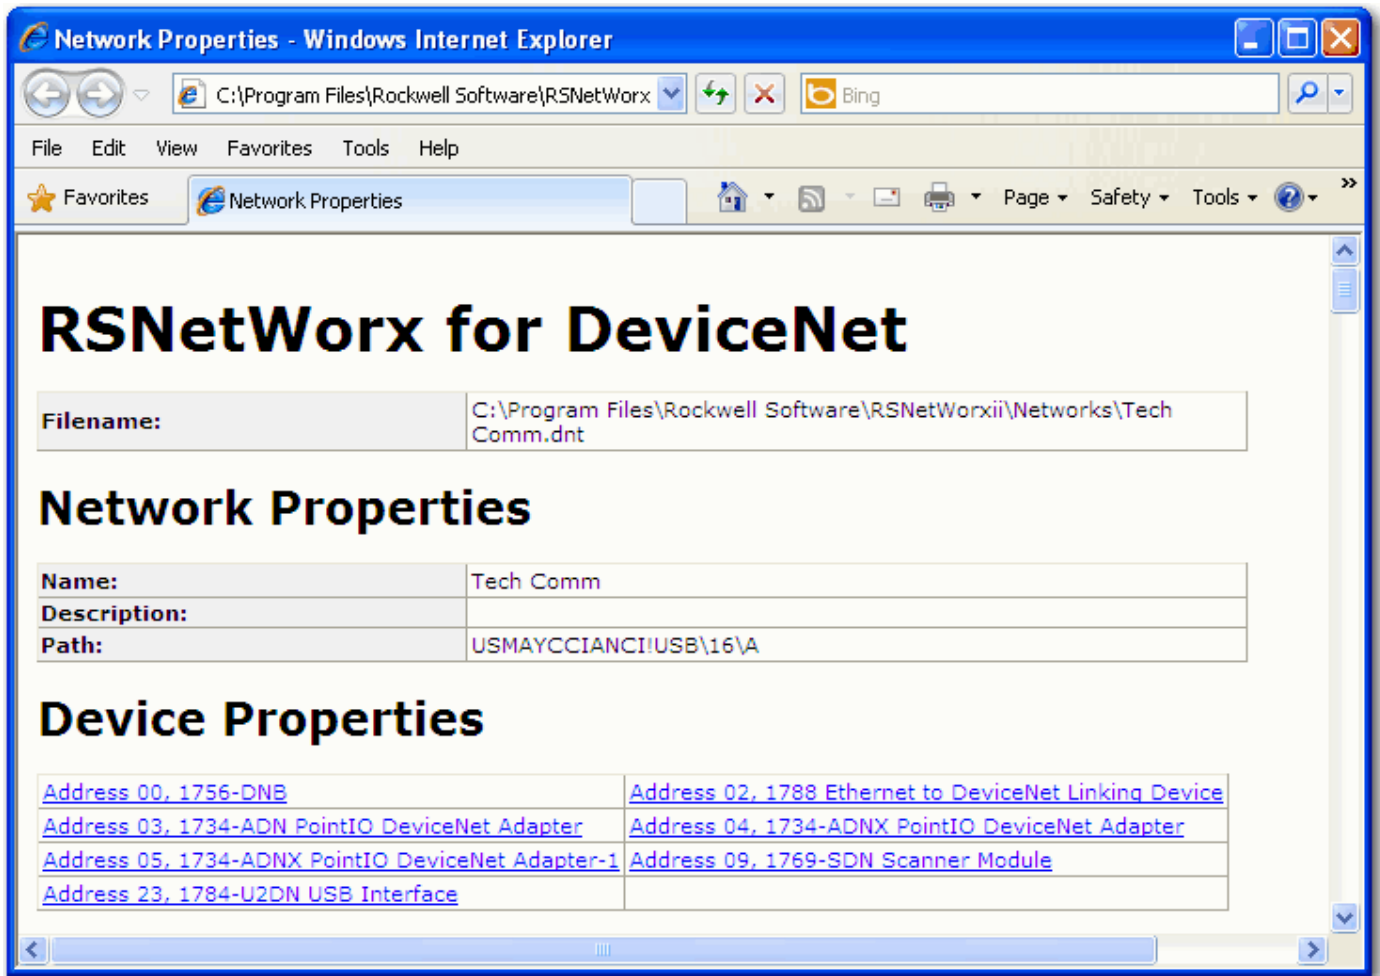 Network Properties - Windows Internet Explorer
C:\Program Files\Rockwell Software\RSNetWorx
Bing
File Edit View Favorites Tools Help
Favorites Network Properties Page Safety Tools »
RSNetWorx for DeviceNet
Filename: C:\Program Files\Rockwell Software\RSNetWorxii\Networks\Tech
Comm.dnt
Network Properties
Name: Tech Comm
Description:
Path: USMAYCCIANCI!USB\16\A
Device Properties
Address 00, 1756-DNB Address 02, 1788 Ethernet to DeviceNet Linking Device
Address 03, 1734-ADN PointIO DeviceNet Adapter Address 04, 1734-ADNX PointIO DeviceNet Adapter
Address 05, 1734-ADNX PointIO DeviceNet Adapter-1 Address 09, 1769-SDN Scanner Module
Address 23, 1784-U2DN USB Interface